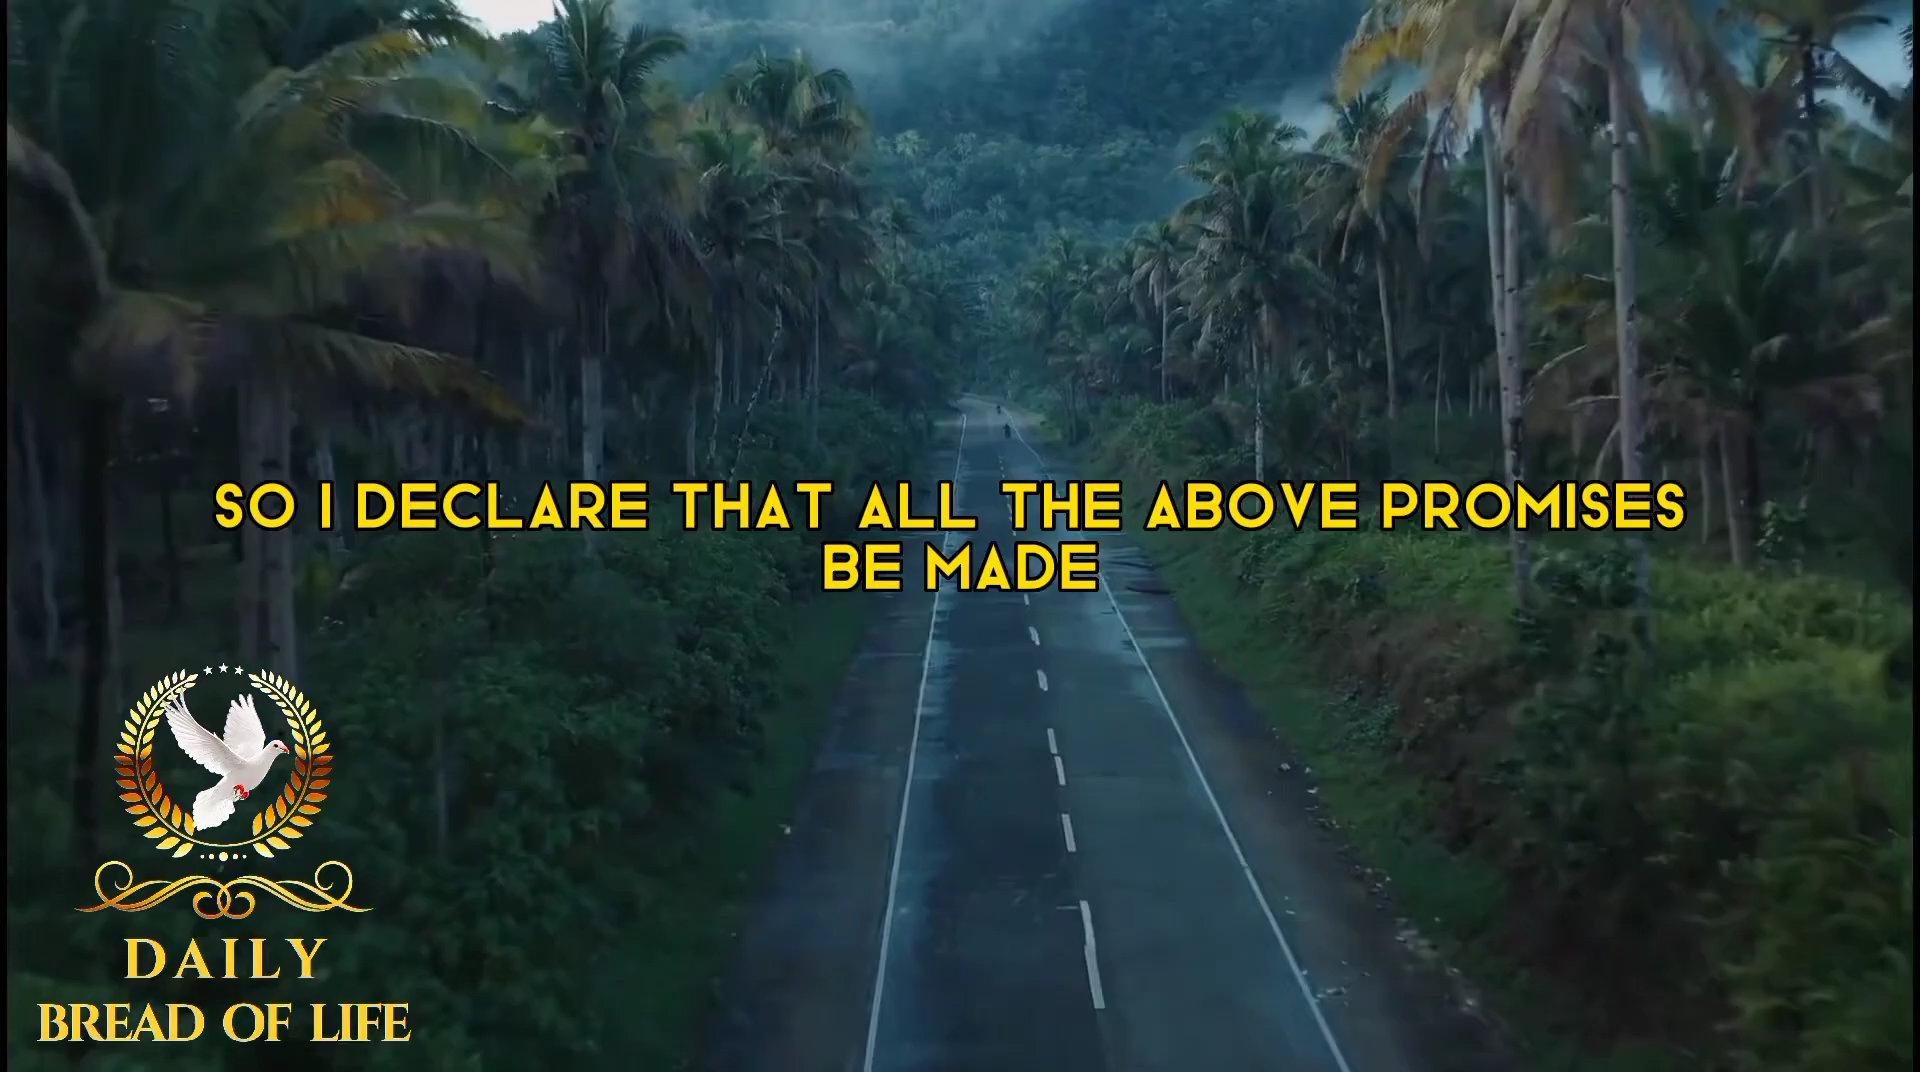 SO I DECLARE THAT ALL THE ABOVE PROMISES
BE MADE
DAILY
BREAD OF LIFE